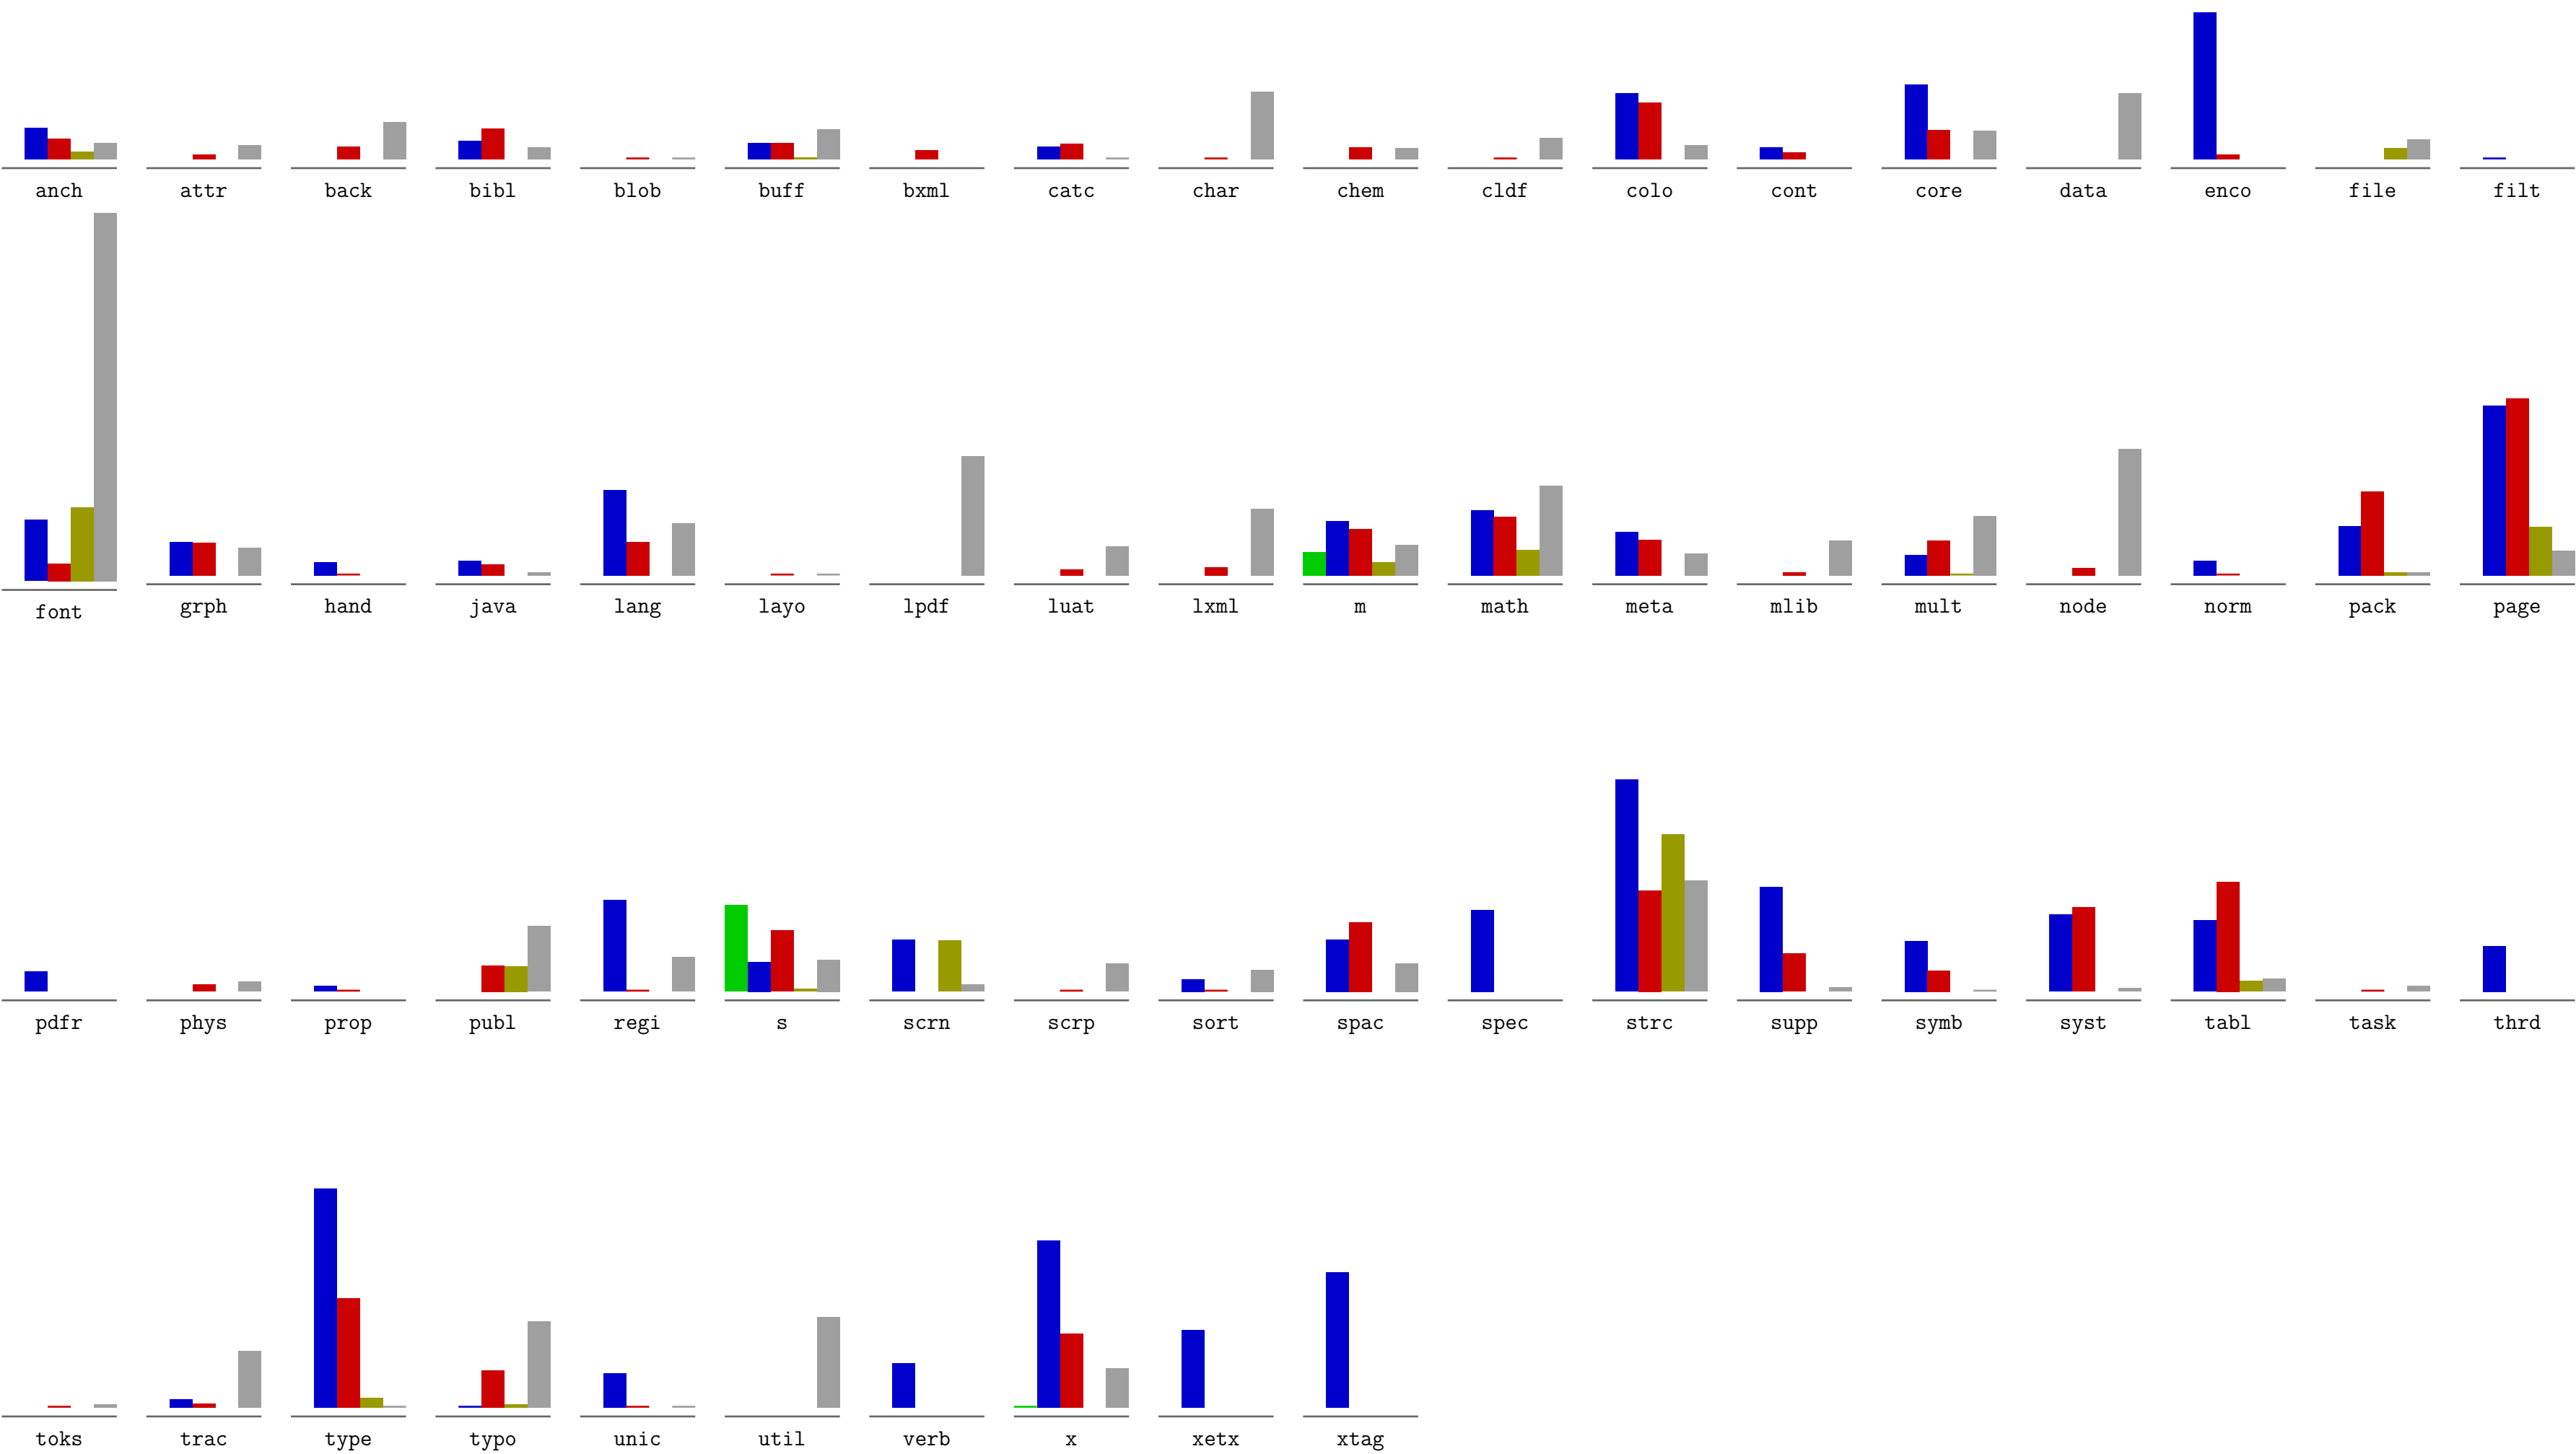 anch attr back bibl blob buff bxml catc char chem cldf colo cont core data enco file filt
font grph hand java lang layo lpdf luat lxml m math meta mlib mult node norm pack page
pdfr phys prop publ regi s scrn scrp sort spac spec strc supp symb syst tabl task thrd
toks trac type typo unic util verb x xetx xtag